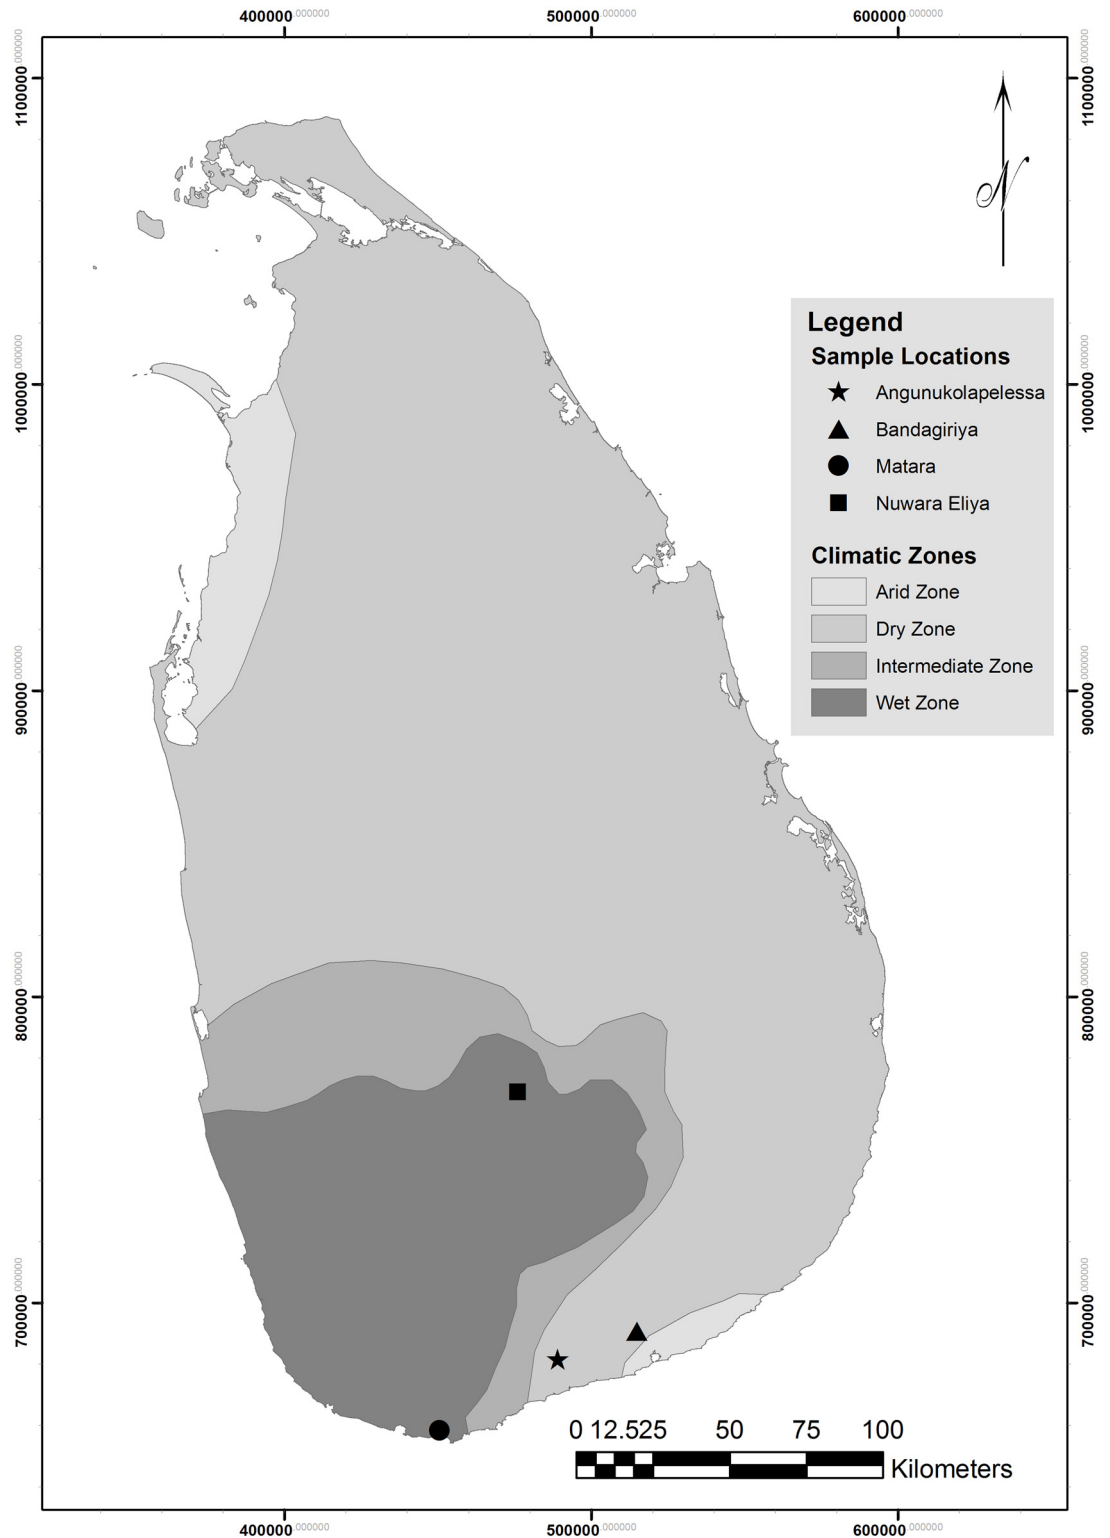 400000.000000 500000.000000 600000.000000
1100000.000000 1100000.000000
N
Legend
Sample Locations
1000000.000000 1000000.000000
Angunukolapelessa
Bandagiriya
Matara
Nuwara Eliya
Climatic Zones
Arid Zone
Dry Zone
Intermediate Zone
900000.000000 900000.000000
Wet Zone
800000.000000 800000.000000
700000.000000 700000.000000
0 12.525 50 75 100
Kilometers
400000.000000 500000.000000 600000.000000